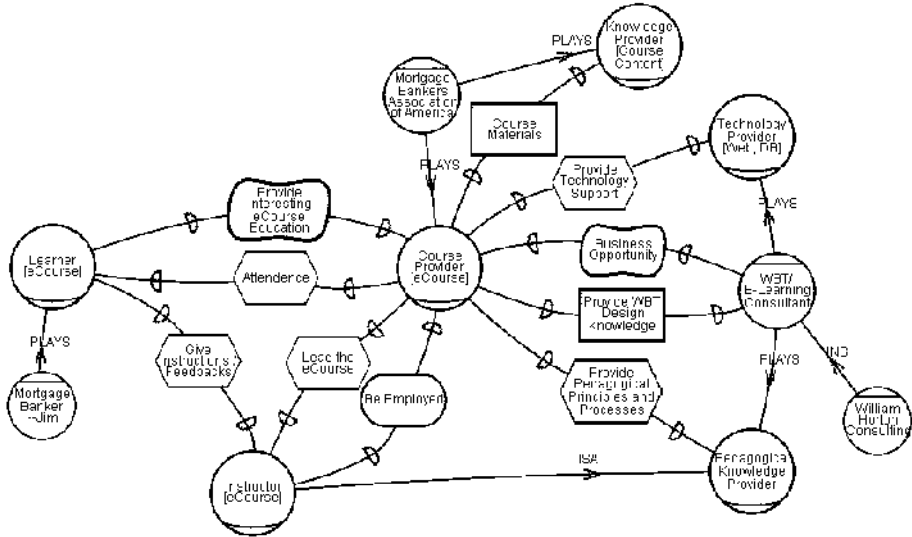 Knowledge
Provider
[Course
Content]
PLAYS
Mortgage
Bankers
Association
of America
Course
Materials
Technology
Provider
[Web, DB]
PLAYS
Provide
Technology
Support
Provide
Interesting
eCourse
Education
PLAYS
Learner
[eCourse]
Attendence
Course
Provider
[eCourse]
Business
Opportunity
WBT/
E-Learning
Consultant
Provide WBT
Design
Knowledge
PLAYS
Give
Instructions /
Feedbacks
Lead the
eCourse
PLAYS
IND
Mortgage
Banker
--Jim
Be Employed
Provide
Pedagogical
Principles and
Processes
William
Horton
Consulting
ISA
Instructor
[eCourse]
Pedagogical
Knowledge
Provider